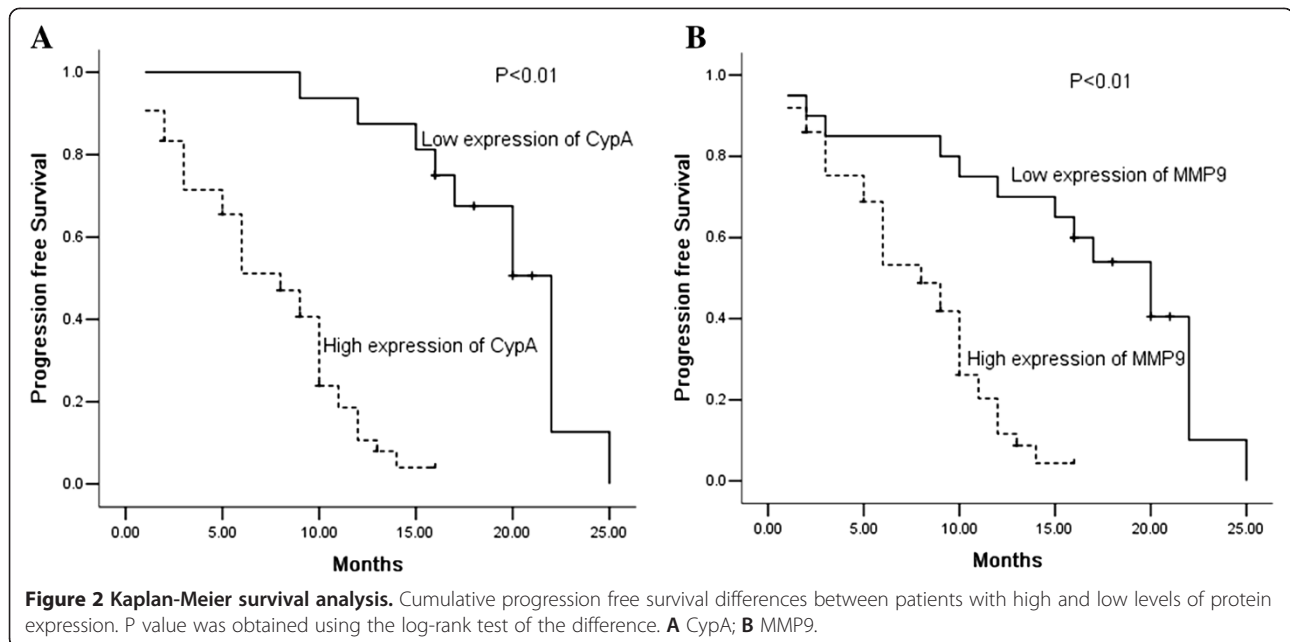 A
Progression free Survival
1.0
0.8
0.6
0.4
0.2
0.0
P<0.01
Low expression of CypA
High expression of CypA
0.00 5.00 10.00 15.00 20.00 25.00
Months
B
Progression free Survival
1.0
0.8
0.6
0.4
0.2
0.0
P<0.01
Low expression of MMP9
High expression of MMP9
0.00 5.00 10.00 15.00 20.00 25.00
Months
Figure 2 Kaplan-Meier survival analysis. Cumulative progression free survival differences between patients with high and low levels of protein
expression. P value was obtained using the log-rank test of the difference. A CypA; B MMP9.